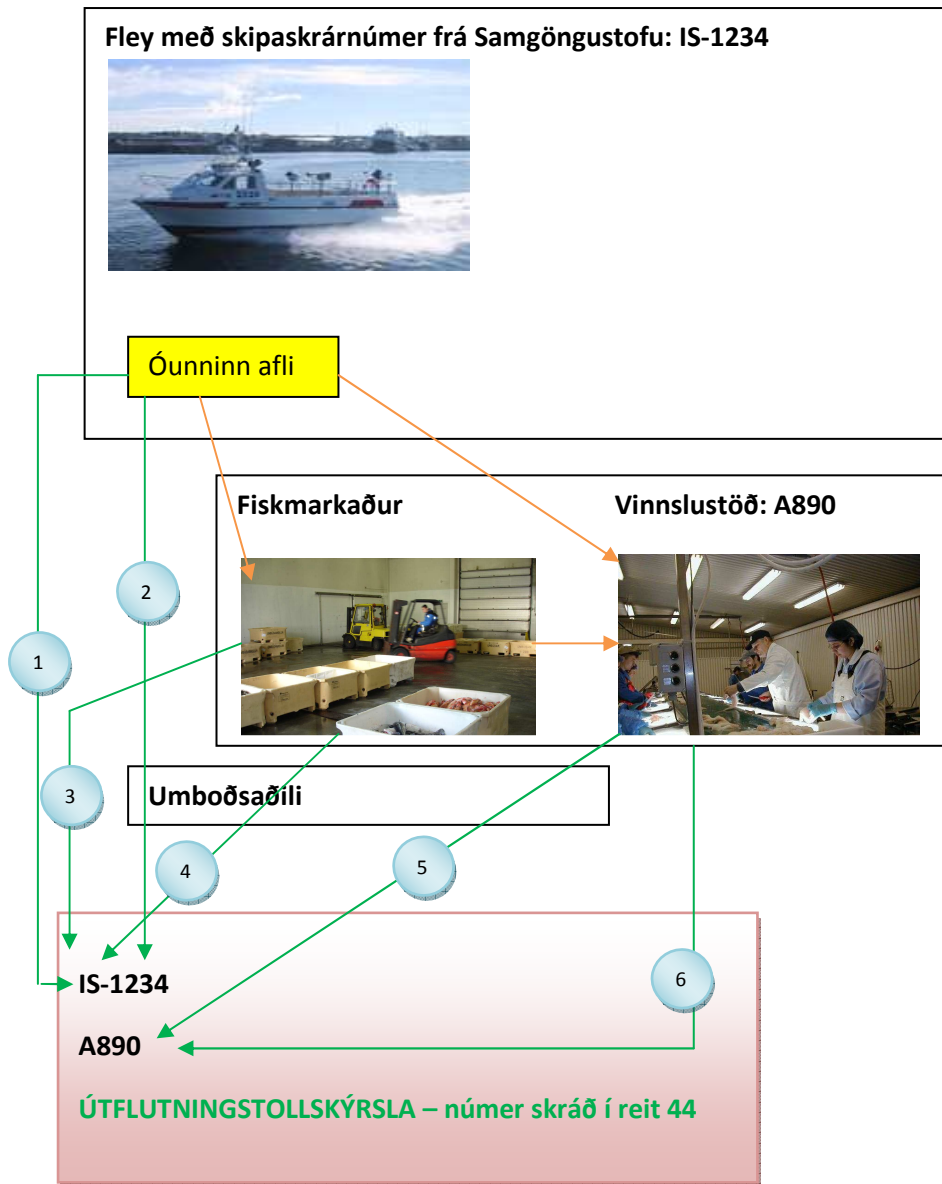 Fley með skipaskrárnúmer frá Samgöngustofu: IS-1234
Óunninn afli
Fiskmarkaður
Vinnslustöð: A890
2
1
3
Umboðsaðili
4
5
6
IS-1234
A890
ÚTFLUTNINGSTOLLSKÝRSLA – númer skráð í reit 44